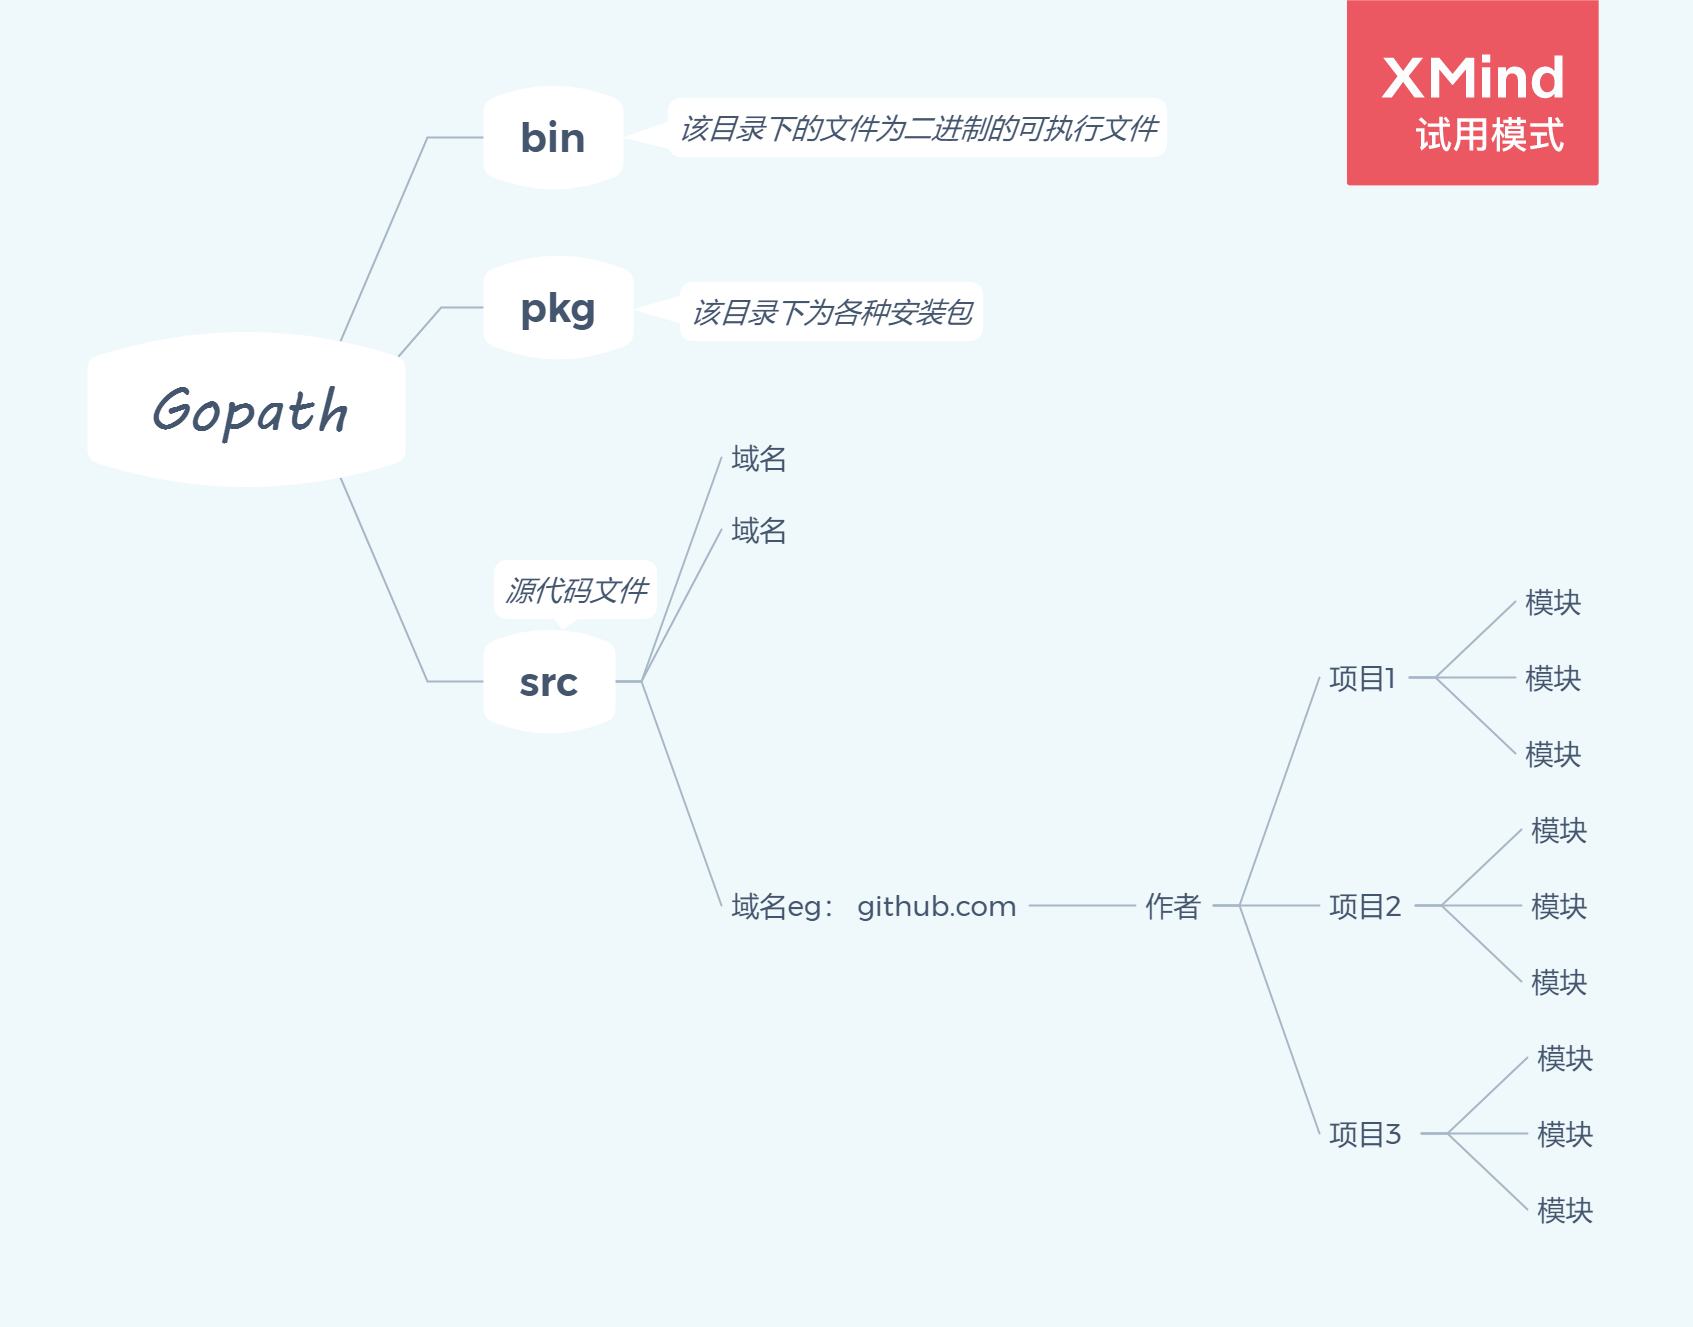 XMind
试用模式
bin
该目录下的文件为二进制的可执行文件
pkg
该目录下为各种安装包
Gopath
域名
域名
源代码文件
src
域名eg： github.com
作者
项目1
模块
模块
模块
项目2
模块
模块
模块
项目3
模块
模块
模块